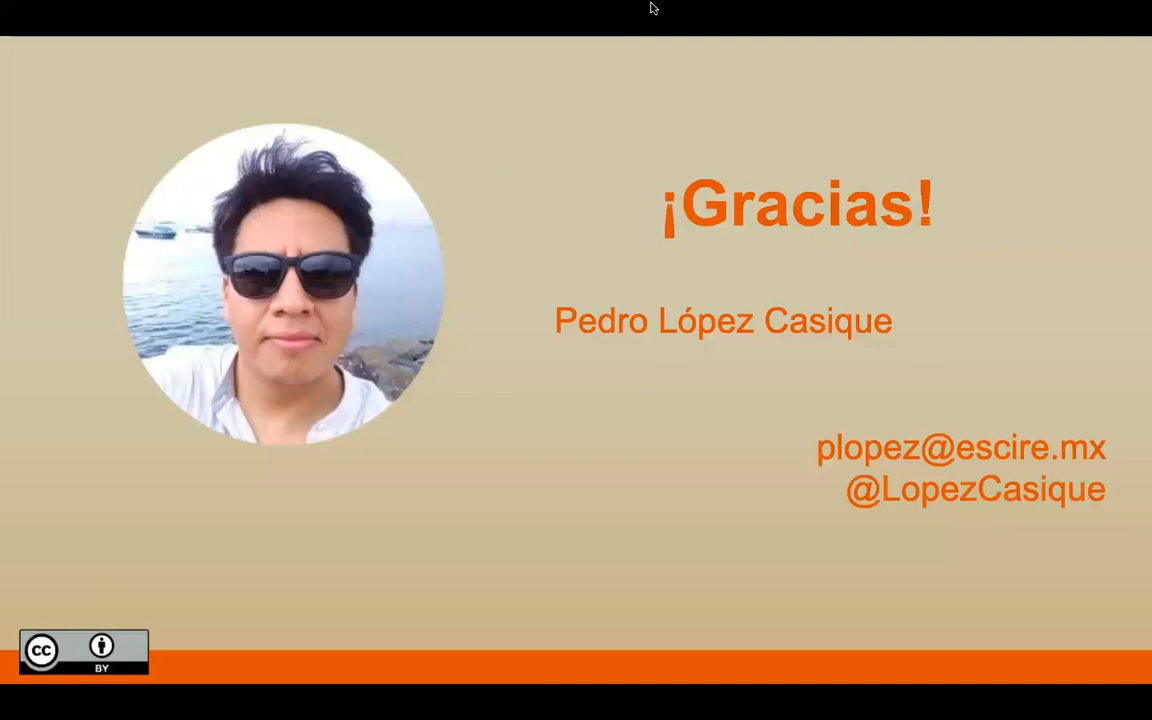 ¡Gracias!
Pedro López Casique
plopez@escire.mx
@LopezCasique
CC
BY